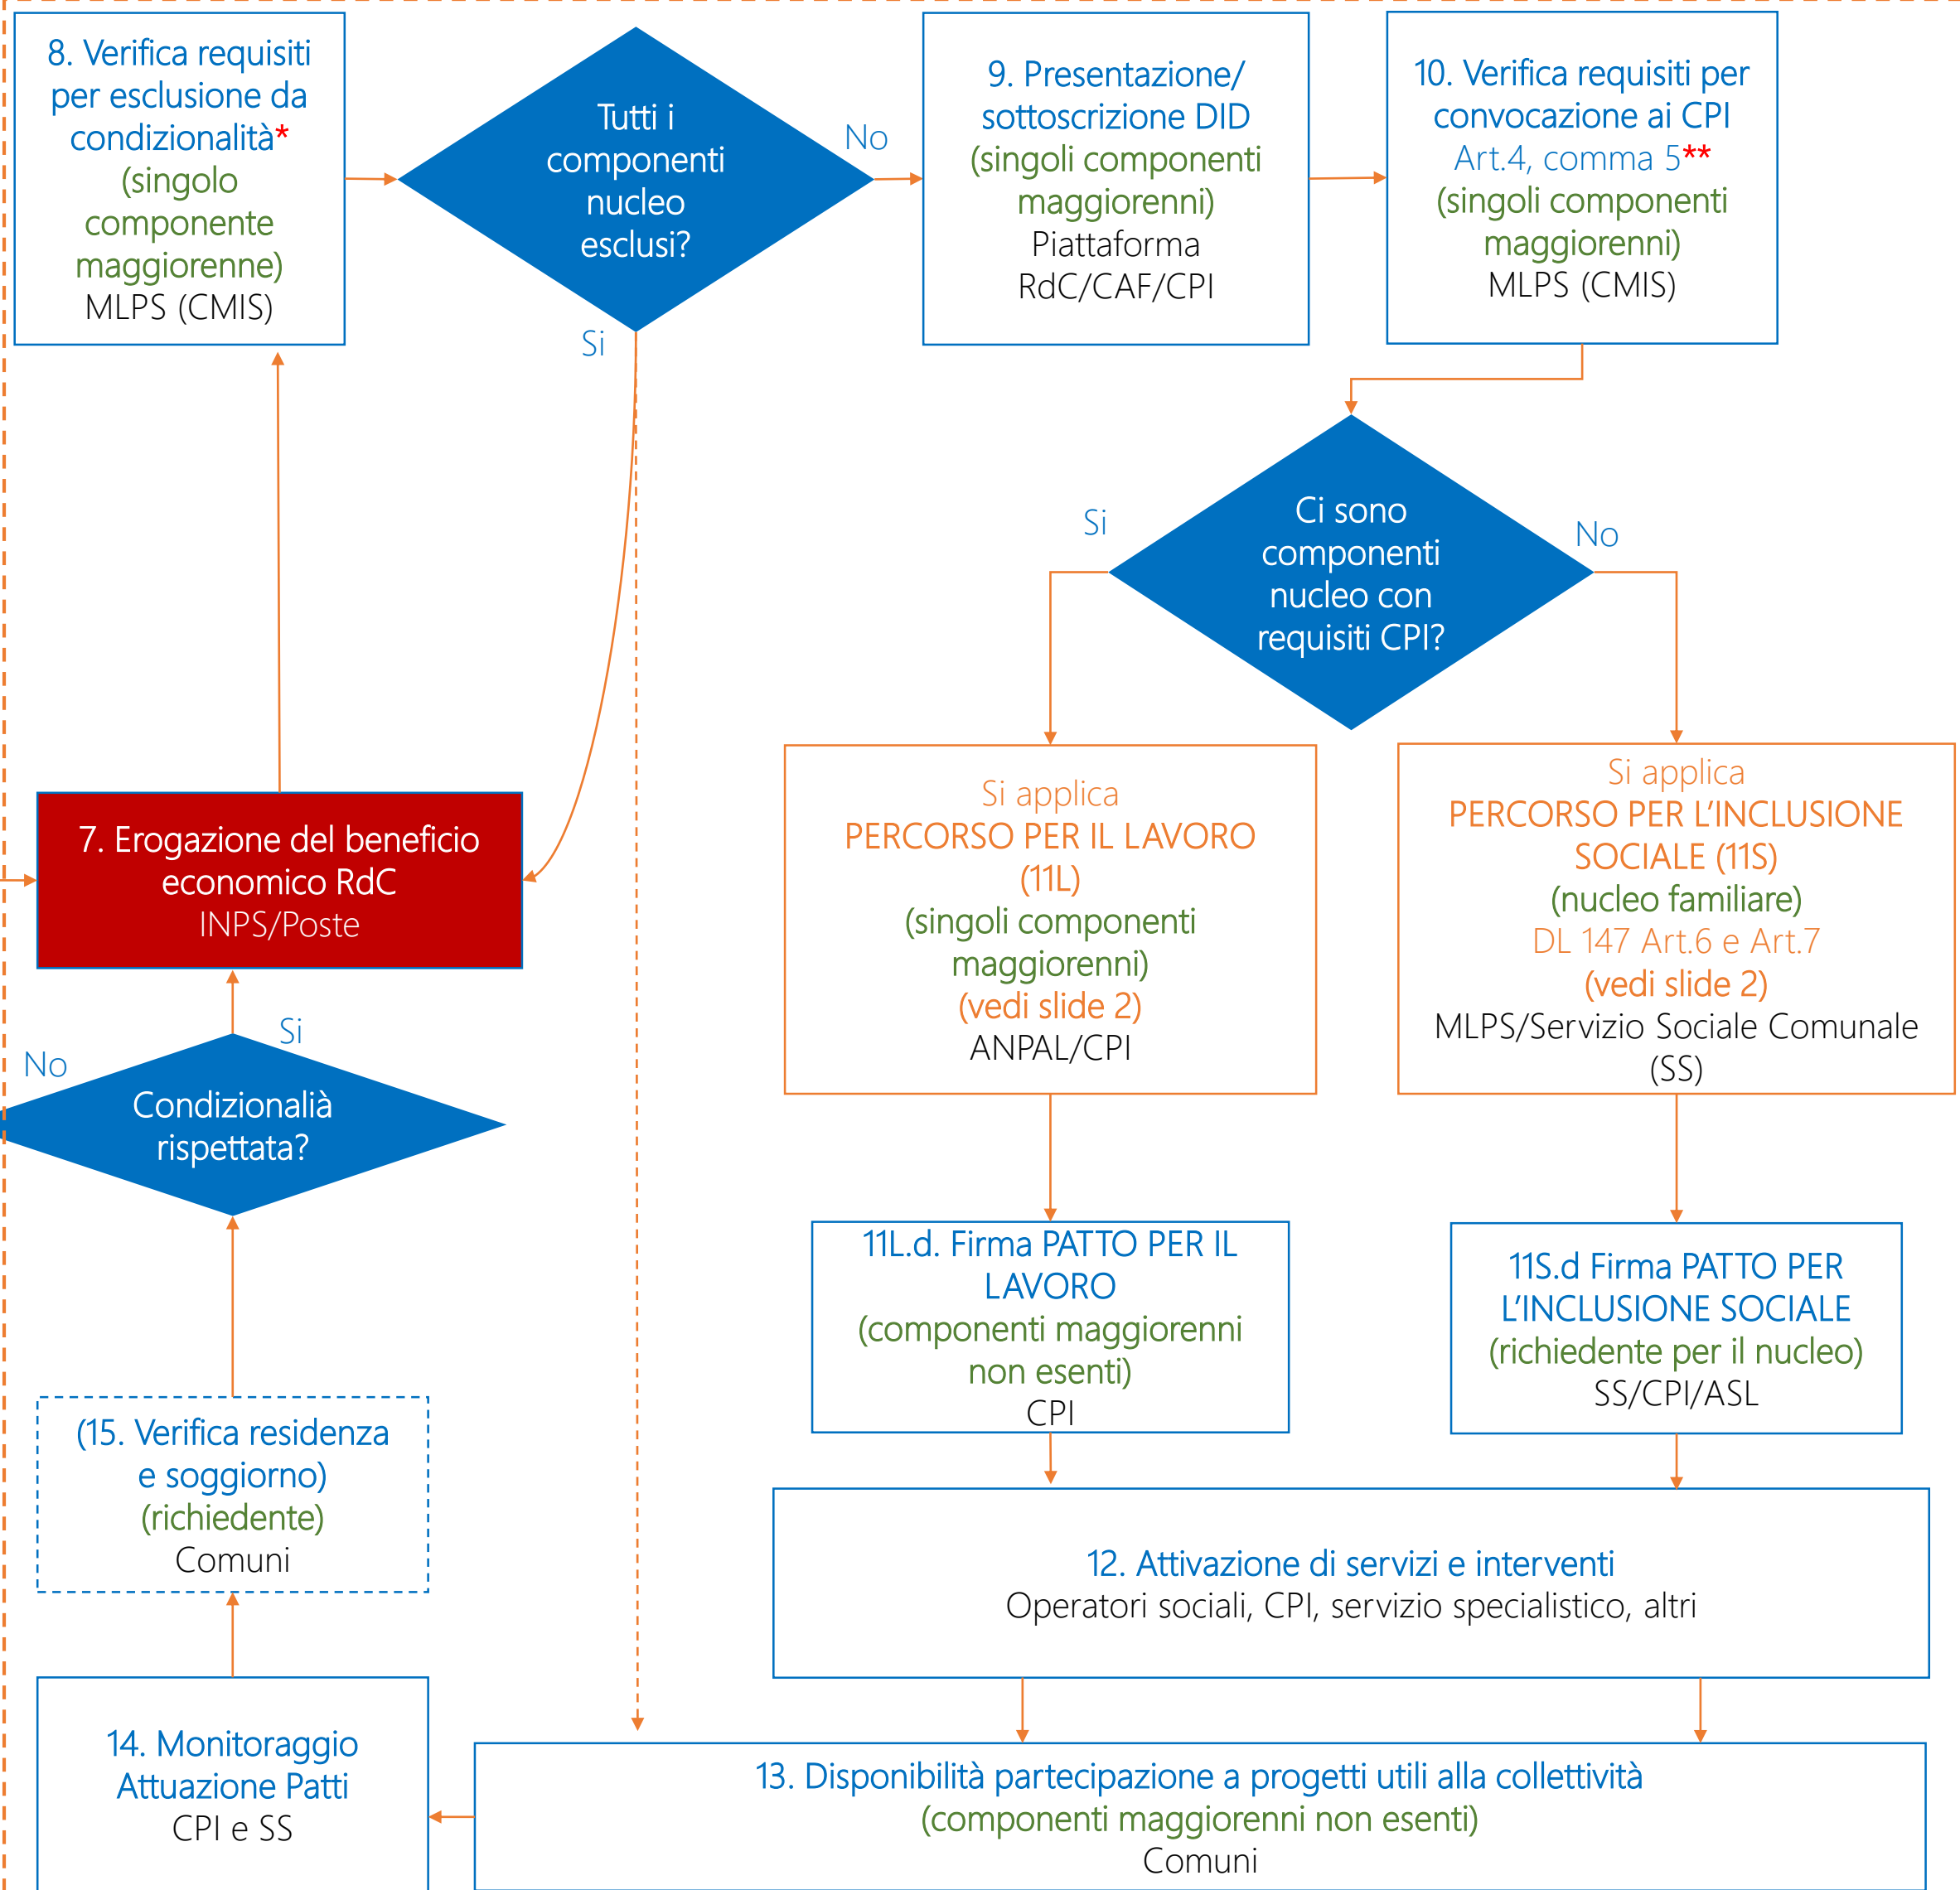 8. Verifica requisiti
per esclusione da
condizionalità*
(singolo
componente
maggiorenne)
MLPS (CMIS)
Tutti i
componenti
nucleo
esclusi?
No
Si
9. Presentazione/
sottoscrizione DID
(singoli componenti
maggiorenni)
Piattaforma
RdC/CAF/CPI
10. Verifica requisiti per
convocazione ai CPI
Art.4, comma 5**
(singoli componenti
maggiorenni)
MLPS (CMIS)
Ci sono
componenti
nucleo con
requisiti CPI?
Si
No
7. Erogazione del beneficio
economico RdC
INPS/Poste
Si applica
PERCORSO PER IL LAVORO
(11L)
(singoli componenti
maggiorenni)
(vedi slide 2)
ANPAL/CPI
Si applica
PERCORSO PER L’INCLUSIONE
SOCIALE (11S)
(nucleo familiare)
DL 147 Art.6 e Art.7
(vedi slide 2)
MLPS/Servizio Sociale Comunale
(SS)
Si
No
Condizionalià
rispettata?
11L.d. Firma PATTO PER IL
LAVORO
(componenti maggiorenni
non esenti)
CPI
11S.d Firma PATTO PER
L’INCLUSIONE SOCIALE
(richiedente per il nucleo)
SS/CPI/ASL
(15. Verifica residenza
e soggiorno)
(richiedente)
Comuni
12. Attivazione di servizi e interventi
Operatori sociali, CPI, servizio specialistico, altri
14. Monitoraggio
Attuazione Patti
CPI e SS
13. Disponibilità partecipazione a progetti utili alla collettività
(componenti maggiorenni non esenti)
Comuni